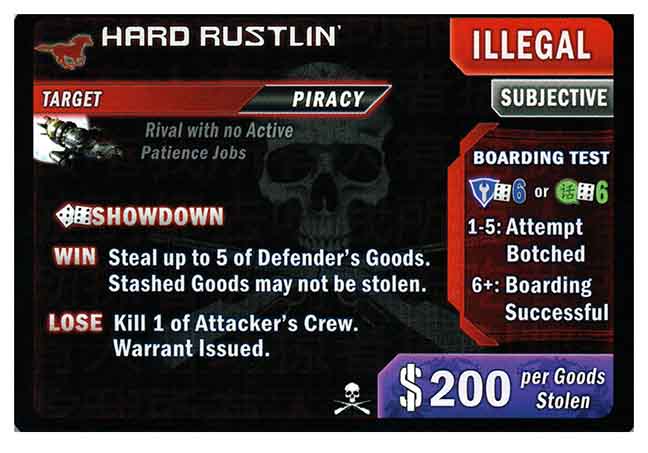 HARD RUSTLIN'
ILLEGAL
TARGET
PIRACY
SUBJECTIVE
Rival with no Active
Patience Jobs
BOARDING TEST
6 or 话 6
1-5: Attempt
Botched
6+: Boarding
Successful
SHOWDOWN
WIN Steal up to 5 of Defender's Goods.
Stashed Goods may not be stolen.
LOSE Kill 1 of Attacker's Crew.
Warrant Issued.
$200 per Goods
Stolen